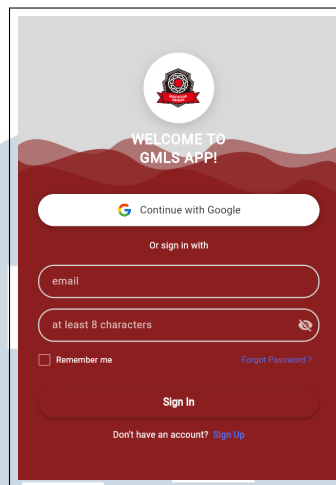 WELCOME TO
GMLS APP!
Continue with Google
Or sign in with
email
at least 8 characters
Remember me Forgot Password ?
Sign In
Don't have an account? Sign Up